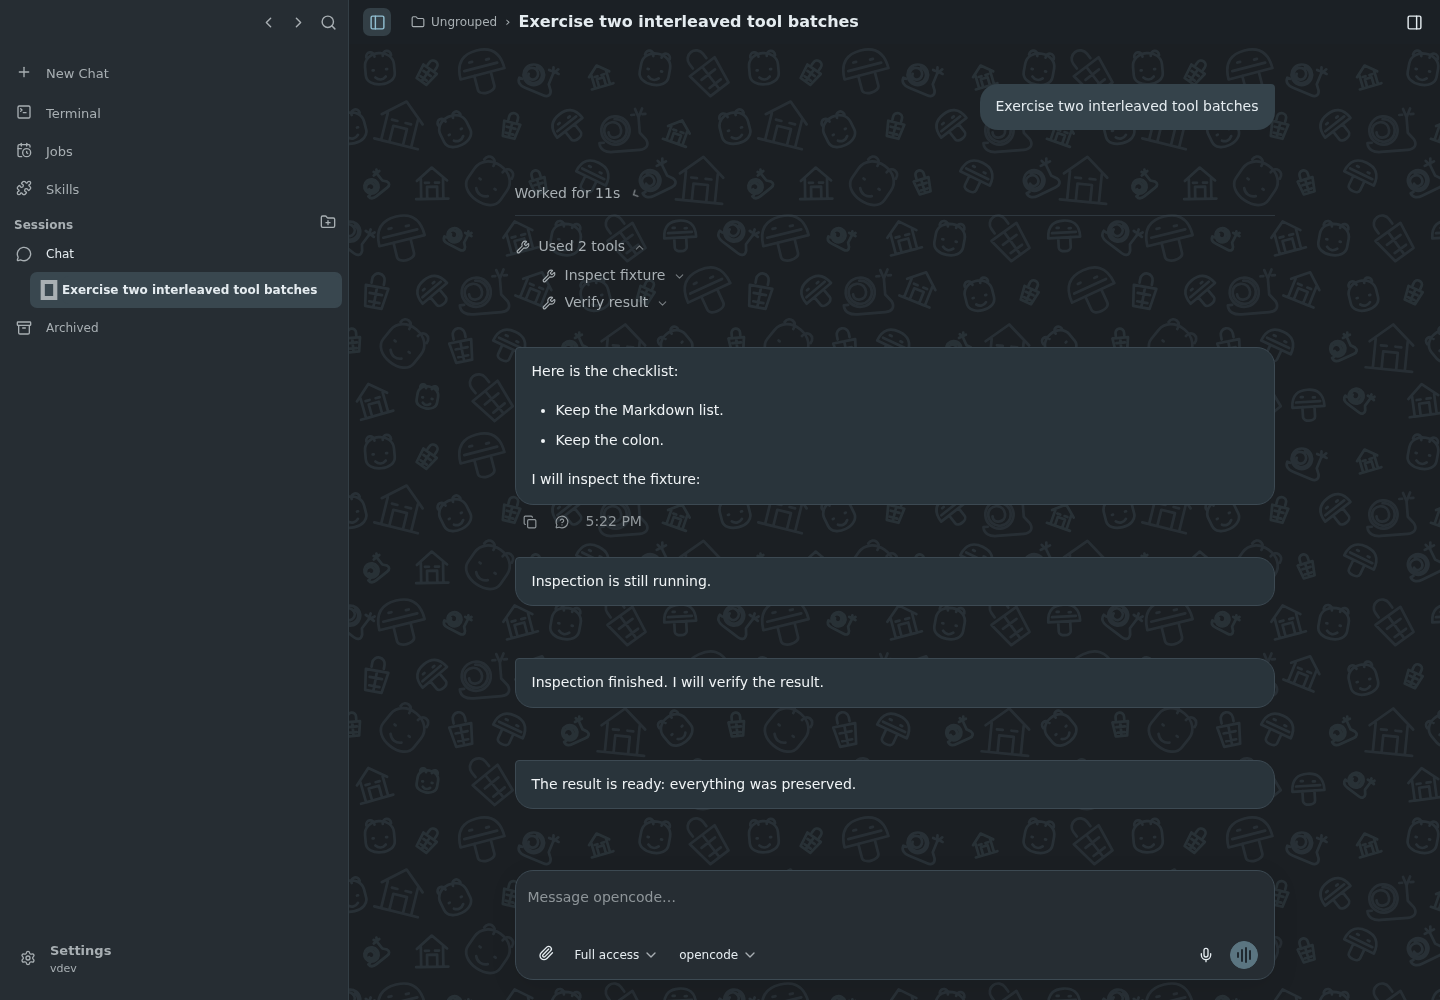 Ungrouped › Exercise two interleaved tool batches
New Chat
Terminal
Jobs
Skills
Sessions
Chat
Exercise two interleaved tool batches
Archived
Settings
vdev
Exercise two interleaved tool batches
Worked for 11s
Used 2 tools
Inspect fixture
Verify result
Here is the checklist:
• Keep the Markdown list.
• Keep the colon.
I will inspect the fixture:
5:22 PM
Inspection is still running.
Inspection finished. I will verify the result.
The result is ready: everything was preserved.
Message opencode...
Full access
opencode